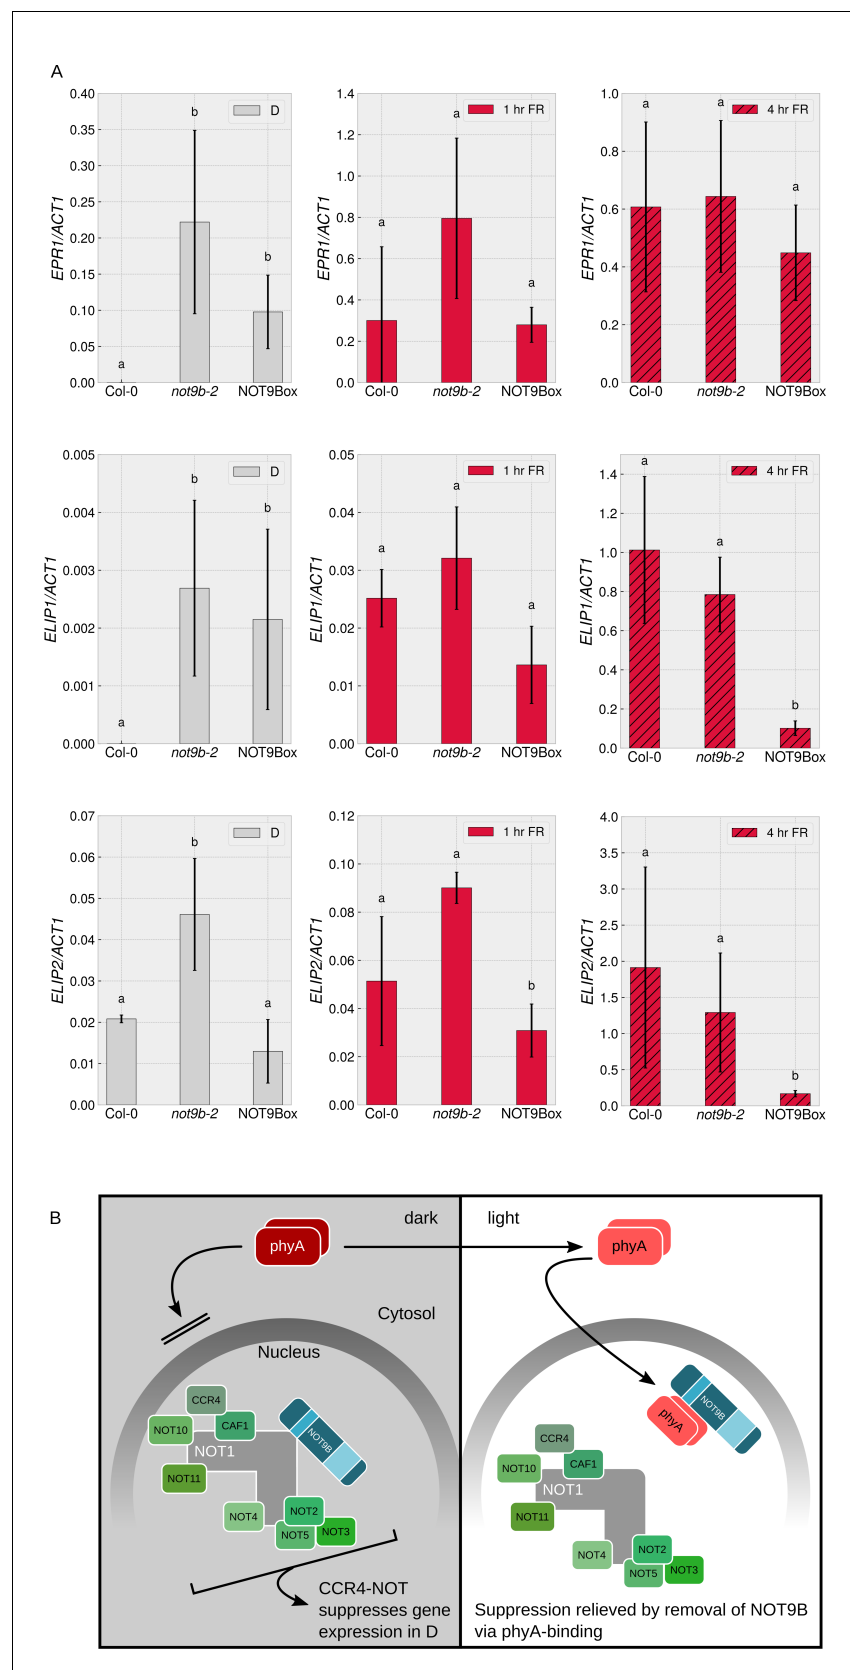 A
0.40
0.35
0.30
0.25
0.20
0.15
0.10
0.05
0.00
EPR1/ACT1
D
a
b
b
Col-0 not9b-2 NOT9Box
1.4
1.2
1.0
0.8
0.6
0.4
0.2
0.0
EPR1/ACT1
1 hr FR
a
a
a
Col-0 not9b-2 NOT9Box
1.0
0.8
0.6
0.4
0.2
0.0
EPR1/ACT1
4 hr FR
a
a
a
Col-0 not9b-2 NOT9Box
0.005
0.004
0.003
0.002
0.001
0.000
ELIP1/ACT1
D
a
b
b
Col-0 not9b-2 NOT9Box
0.05
0.04
0.03
0.02
0.01
0.00
ELIP1/ACT1
1 hr FR
a
a
a
Col-0 not9b-2 NOT9Box
1.4
1.2
1.0
0.8
0.6
0.4
0.2
0.0
ELIP1/ACT1
4 hr FR
a
a
b
Col-0 not9b-2 NOT9Box
0.07
0.06
0.05
0.04
0.03
0.02
0.01
0.00
ELIP2/ACT1
D
a
b
a
Col-0 not9b-2 NOT9Box
0.12
0.10
0.08
0.06
0.04
0.02
0.00
ELIP2/ACT1
1 hr FR
a
a
b
Col-0 not9b-2 NOT9Box
4.0
3.5
3.0
2.5
2.0
1.5
1.0
0.5
0.0
ELIP2/ACT1
4 hr FR
a
a
b
Col-0 not9b-2 NOT9Box
B
dark
phyA
Cytosol
Nucleus
CCR4
NOT10
CAF1
NOT1
NOT9B
NOT11
NOT4
NOT2
NOT5
NOT3
CCR4-NOT
suppresses gene
expression in D
light
phyA
NOT9B
phyA
CCR4
NOT10
CAF1
NOT1
NOT11
NOT4
NOT2
NOT5
NOT3
Suppression relieved by removal of NOT9B
via phyA-binding